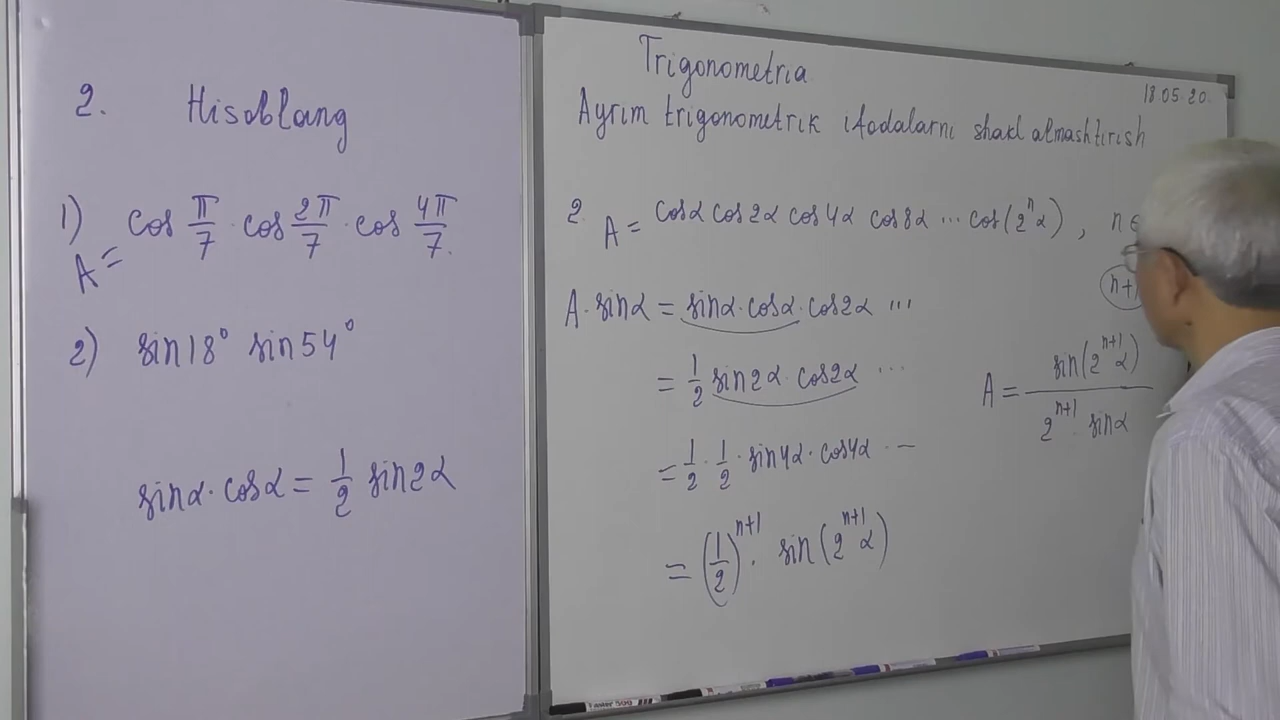 2. Hisoblang
1) A = cos π/7 · cos 2π/7 · cos 4π/7.
2) sin18° sin54°
sinα · cosα = 1/2 sin2α
Trigonometria
18.05.20.
Ayrim trigonometrik ifodalarni shakl almashtirish
2. A = cosα cos2α cos4α cos8α ... cos(2ⁿα), n ∈
n+1
A · sinα = sinα · cosα · cos2α ...
= 1/2 sin2α · cos2α ...
= 1/2 · 1/2 · sin4α · cos4α ...
= (1/2)ⁿ⁺¹ · sin(2ⁿ⁺¹α)
A = sin(2ⁿ⁺¹α) / 2ⁿ⁺¹ sinα